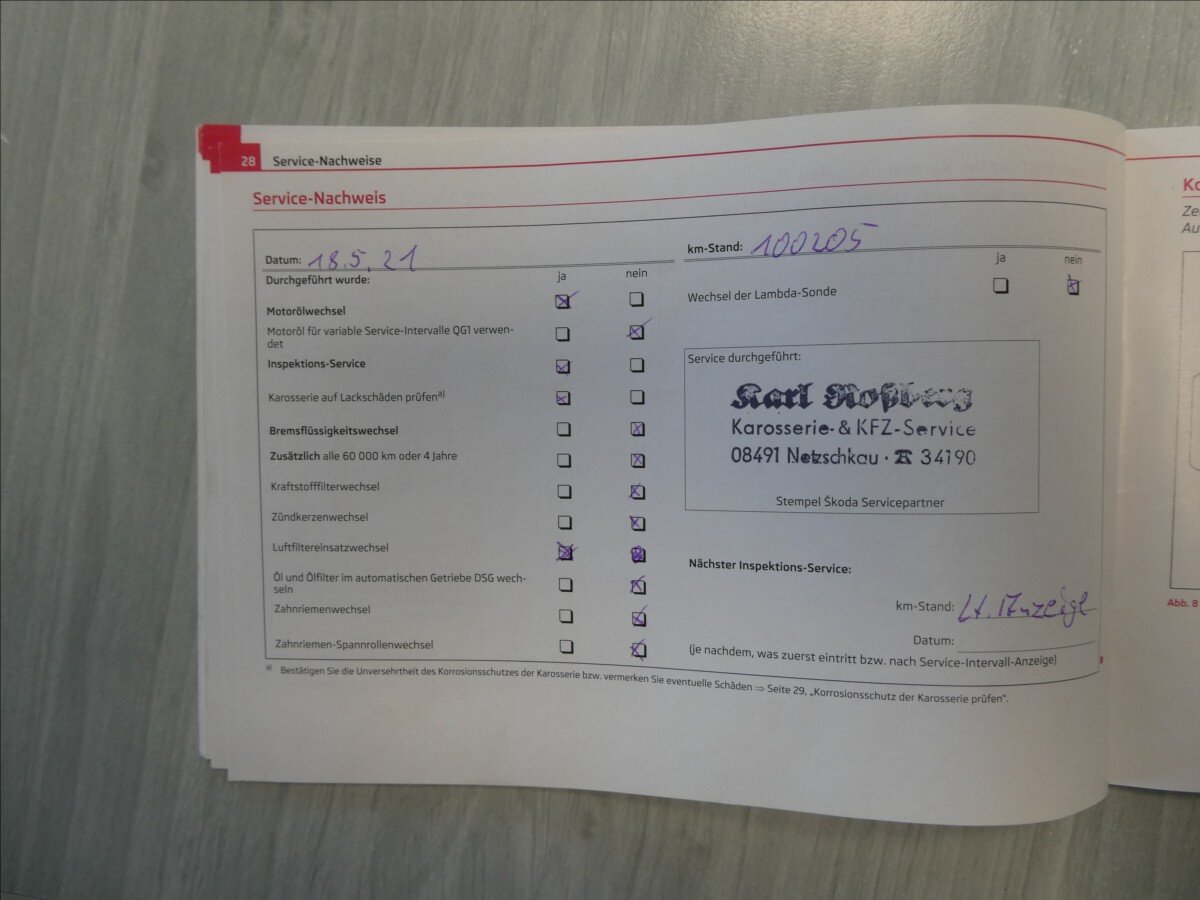 28 Service-Nachweise
Service-Nachweis
Datum: 18.5.21
Durchgeführt wurde:
ja nein
Motorölwechsel
Motoröl für variable Service-Intervalle QG1 verwen-
det
Inspektions-Service
Karosserie auf Lackschäden prüfen a)
Bremsflüssigkeitswechsel
Zusätzlich alle 60 000 km oder 4 Jahre
Kraftstofffilterwechsel
Zündkerzenwechsel
Luftfiltereinsatzwechsel
Öl und Ölfilter im automatischen Getriebe DSG wech-
seln
Zahnriemenwechsel
Zahnriemen-Spannrollenwechsel
km-Stand: 100205
ja nein
Wechsel der Lambda-Sonde
Service durchgeführt:
Karl Roßberg
Karosserie- & KFZ-Service
08491 Netzschkau · ☎ 34190
Stempel Škoda Servicepartner
Nächster Inspektions-Service:
km-Stand: Lt. Anzeige
Datum:
(je nachdem, was zuerst eintritt bzw. nach Service-Intervall-Anzeige)
a) Bestätigen Sie die Unversehrtheit des Korrosionsschutzes der Karosserie bzw. vermerken Sie eventuelle Schäden ⇒ Seite 29, „Korrosionsschutz der Karosserie prüfen".
Ko
Ze
Au
Abb. 8